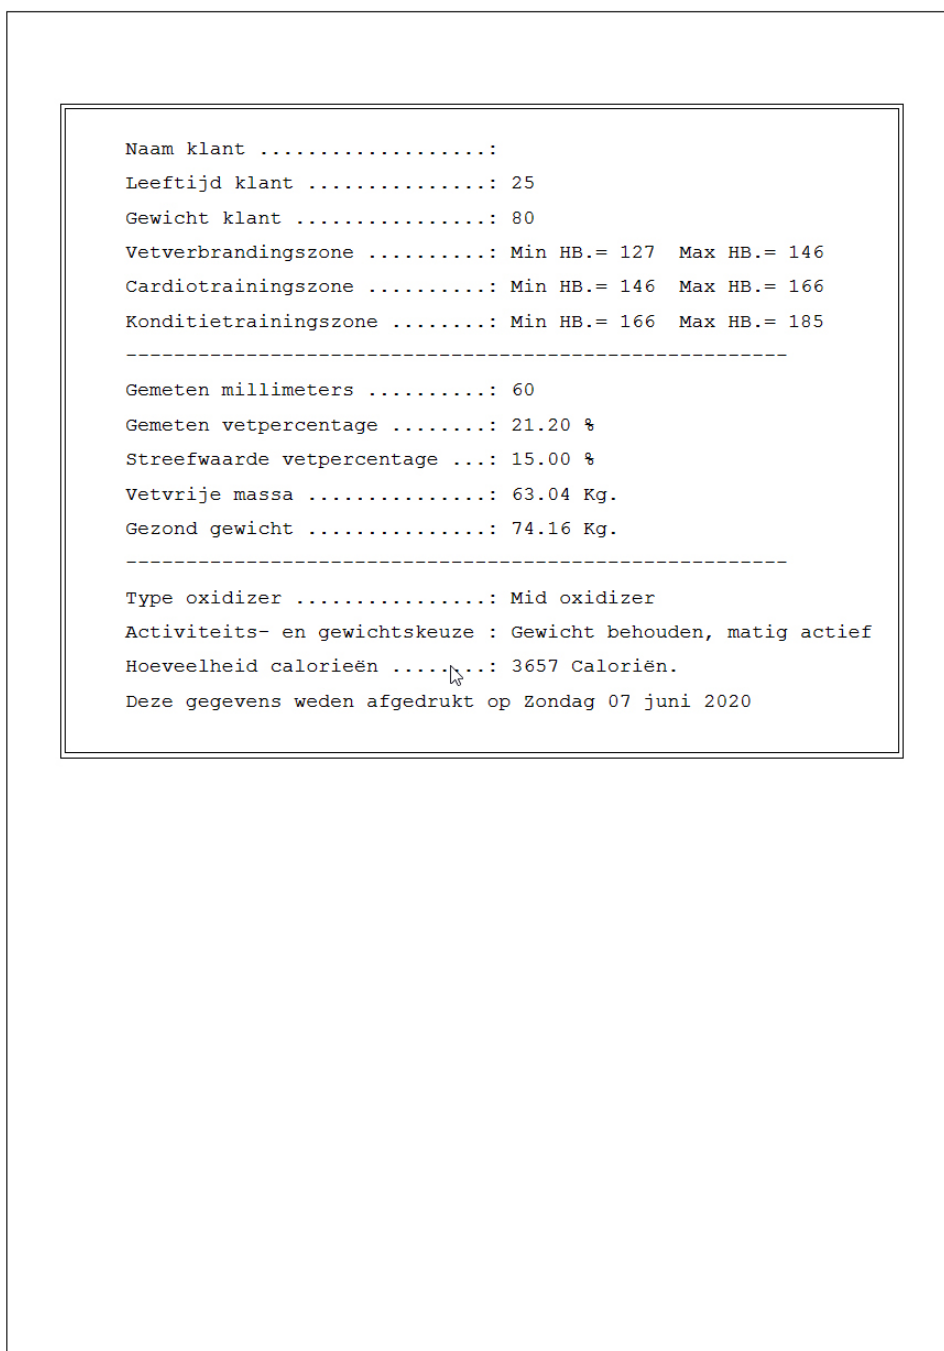 Naam klant ...................:
Leeftijd klant ...............: 25
Gewicht klant ................: 80
Vetverbrandingszone ..........: Min HB.= 127  Max HB.= 146
Cardiotrainingszone ..........: Min HB.= 146  Max HB.= 166
Konditietrainingszone ........: Min HB.= 166  Max HB.= 185
-------------------------------------------------------
Gemeten millimeters ..........: 60
Gemeten vetpercentage ........: 21.20 %
Streefwaarde vetpercentage ...: 15.00 %
Vetvrije massa ...............: 63.04 Kg.
Gezond gewicht ...............: 74.16 Kg.
-------------------------------------------------------
Type oxidizer ................: Mid oxidizer
Activiteits- en gewichtskeuze : Gewicht behouden, matig actief
Hoeveelheid calorieën ........: 3657 Caloriën.
Deze gegevens weden afgedrukt op Zondag 07 juni 2020